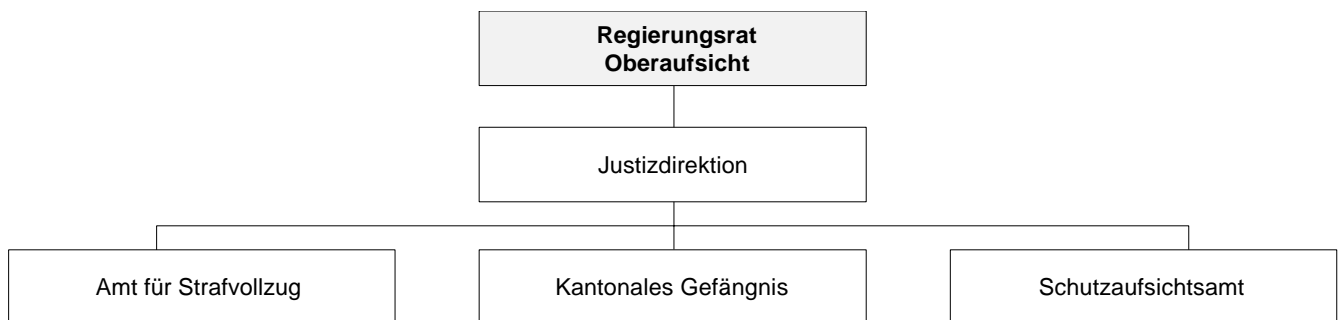 Regierungsrat
Oberaufsicht
Justizdirektion
Amt für Strafvollzug
Kantonales Gefängnis
Schutzaufsichtsamt